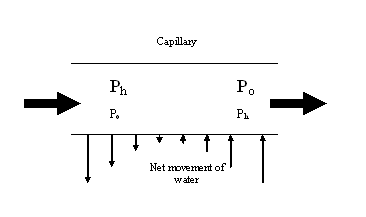 Capillary
Ph Po
Po Ph
Net movement of
water